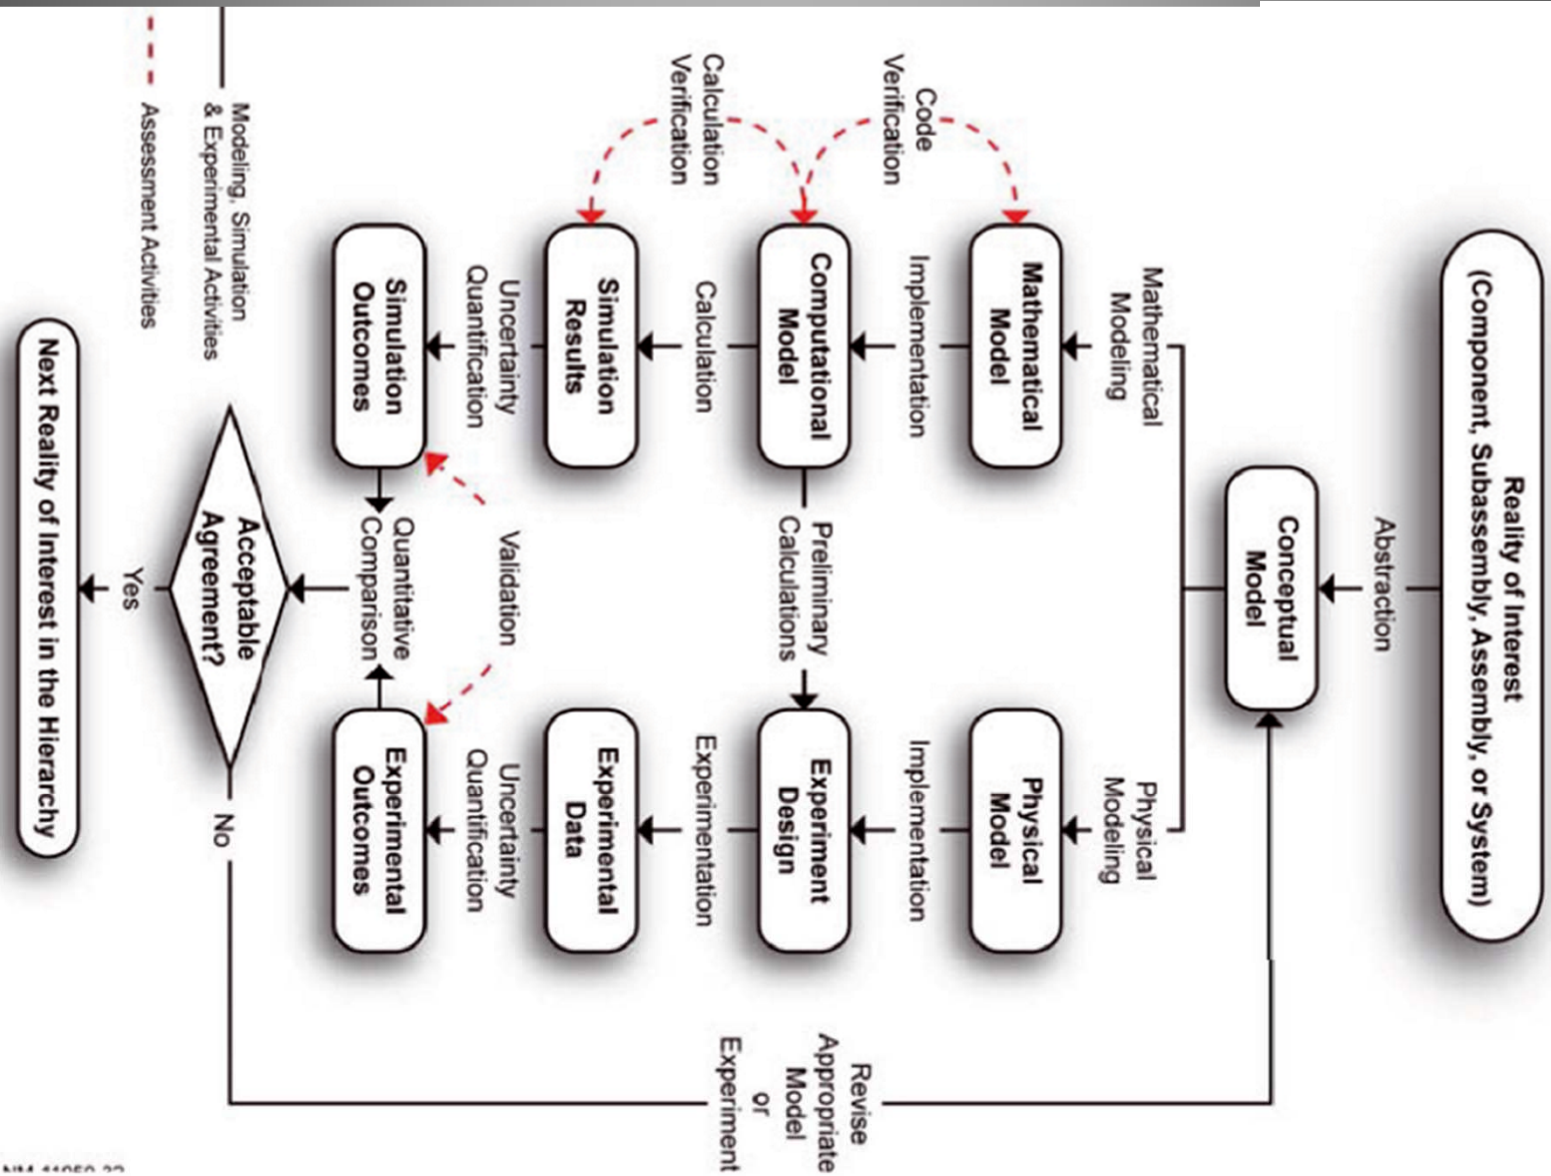 Reality of Interest
(Component, Subassembly, Assembly, or System)
Abstraction
Conceptual
Model
Mathematical
Modeling
Physical
Modeling
Mathematical
Model
Physical
Model
Code
Verification
Implementation
Implementation
Computational
Model
Preliminary
Calculations
Experiment
Design
Revise
Appropriate
Model
or
Experiment
Calculation
Verification
Calculation
Experimentation
Simulation
Results
Experimental
Data
Uncertainty
Quantification
Validation
Uncertainty
Quantification
Simulation
Outcomes
Quantitative
Comparison
Experimental
Outcomes
Modeling, Simulation
& Experimental Activities
Acceptable
Agreement?
No
Assessment Activities
Yes
Next Reality of Interest in the Hierarchy